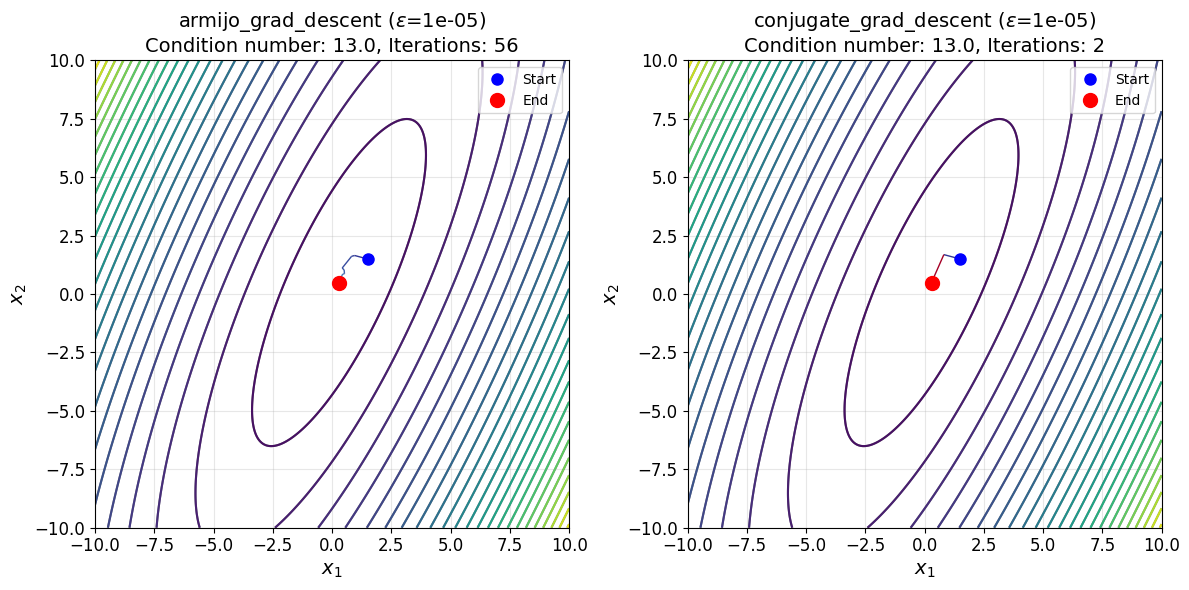 armijo_grad_descent (ε=1e-05)
Condition number: 13.0, Iterations: 56
Start
End
10.0
7.5
5.0
2.5
0.0
−2.5
−5.0
−7.5
−10.0
−10.0 −7.5 −5.0 −2.5 0.0 2.5 5.0 7.5 10.0
x₁
x₂
conjugate_grad_descent (ε=1e-05)
Condition number: 13.0, Iterations: 2
Start
End
10.0
7.5
5.0
2.5
0.0
−2.5
−5.0
−7.5
−10.0
−10.0 −7.5 −5.0 −2.5 0.0 2.5 5.0 7.5 10.0
x₁
x₂